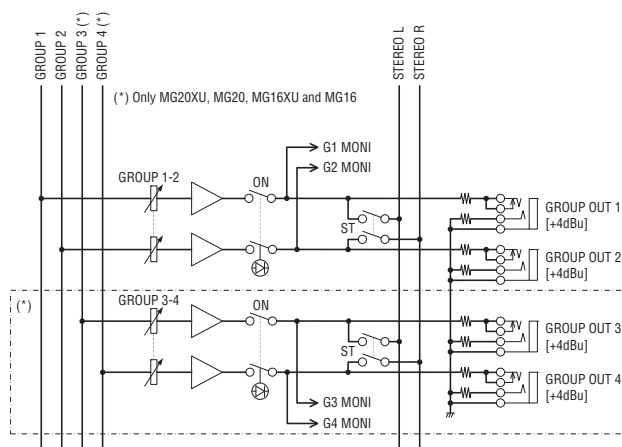 GROUP 1
GROUP 2
GROUP 3 (*)
GROUP 4 (*)
STEREO L
STEREO R
(*) Only MG20XU, MG20, MG16XU and MG16
G1 MONI
G2 MONI
GROUP 1-2
ON
ST
GROUP OUT 1
[+4dBu]
GROUP OUT 2
[+4dBu]
(*)
GROUP 3-4
ON
ST
GROUP OUT 3
[+4dBu]
GROUP OUT 4
[+4dBu]
G3 MONI
G4 MONI